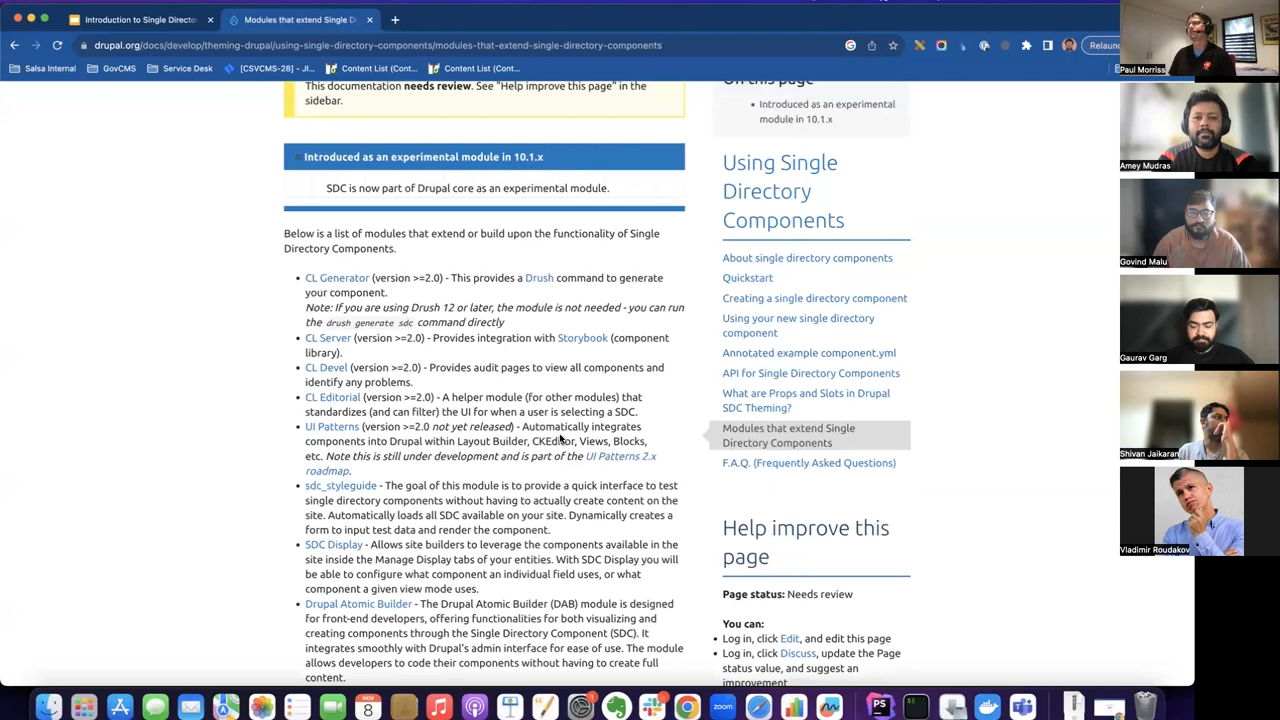 Introduction to Single Director
Modules that extend Single Di
drupal.org/docs/develop/theming-drupal/using-single-directory-components/modules-that-extend-single-directory-components
Relaun
Salsa Internal
GovCMS
Service Desk
[CSVCMS-28] - JI...
Content List (Cont...
Content List (Cont...
This documentation needs review. See "Help improve this page" in the
sidebar.
Introduced as an experimental module in 10.1.x
SDC is now part of Drupal core as an experimental module.
Below is a list of modules that extend or build upon the functionality of Single
Directory Components.
• CL Generator (version >=2.0) - This provides a Drush command to generate
your component.
Note: If you are using Drush 12 or later, the module is not needed - you can run
the drush generate sdc command directly
• CL Server (version >=2.0) - Provides integration with Storybook (component
library).
• CL Devel (version >=2.0) - Provides audit pages to view all components and
identify any problems.
• CL Editorial (version >=2.0) - A helper module (for other modules) that
standardizes (and can filter) the UI for when a user is selecting a SDC.
• UI Patterns (version >=2.0 not yet released) - Automatically integrates
components into Drupal within Layout Builder, CKEditor, Views, Blocks,
etc. Note this is still under development and is part of the UI Patterns 2.x
roadmap.
• sdc_styleguide - The goal of this module is to provide a quick interface to test
single directory components without having to actually create content on the
site. Automatically loads all SDC available on your site. Dynamically creates a
form to input test data and render the component.
• SDC Display - Allows site builders to leverage the components available in the
site inside the Manage Display tabs of your entities. With SDC Display you will
be able to configure what component an individual field uses, or what
component a given view mode uses.
• Drupal Atomic Builder - The Drupal Atomic Builder (DAB) module is designed
for front-end developers, offering functionalities for both visualizing and
creating components through the Single Directory Component (SDC). It
integrates smoothly with Drupal's admin interface for ease of use. The module
allows developers to code their components without having to create full
content.
On this page
• Introduced as an experimental
module in 10.1.x
Using Single
Directory
Components
About single directory components
Quickstart
Creating a single directory component
Using your new single directory
component
Annotated example component.yml
API for Single Directory Components
What are Props and Slots in Drupal
SDC Theming?
Modules that extend Single
Directory Components
F.A.Q. (Frequently Asked Questions)
Help improve this
page
Page status: Needs review
You can:
• Log in, click Edit, and edit this page
• Log in, click Discuss, update the Page
status value, and suggest an
improvement
Paul Morriss
Amey Mudras
Govind Malu
Gaurav Garg
Shivan Jaikaran
Vladimir Roudakov
NOV
8
1
zoom
PS